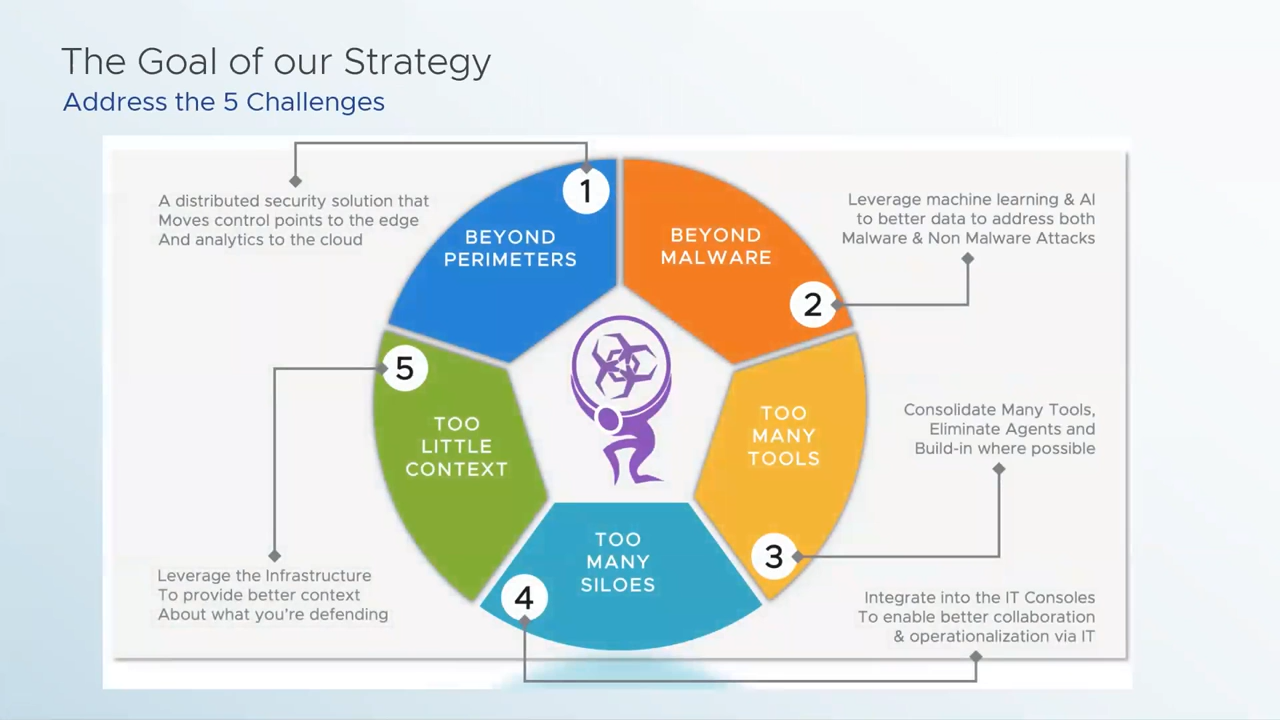 The Goal of our Strategy
Address the 5 Challenges
1
BEYOND
PERIMETERS
A distributed security solution that
Moves control points to the edge
And analytics to the cloud
2
BEYOND
MALWARE
Leverage machine learning & AI
to better data to address both
Malware & Non Malware Attacks
3
TOO
MANY
TOOLS
Consolidate Many Tools,
Eliminate Agents and
Build-in where possible
4
TOO
MANY
SILOES
Integrate into the IT Consoles
To enable better collaboration
& operationalization via IT
5
TOO
LITTLE
CONTEXT
Leverage the Infrastructure
To provide better context
About what you're defending